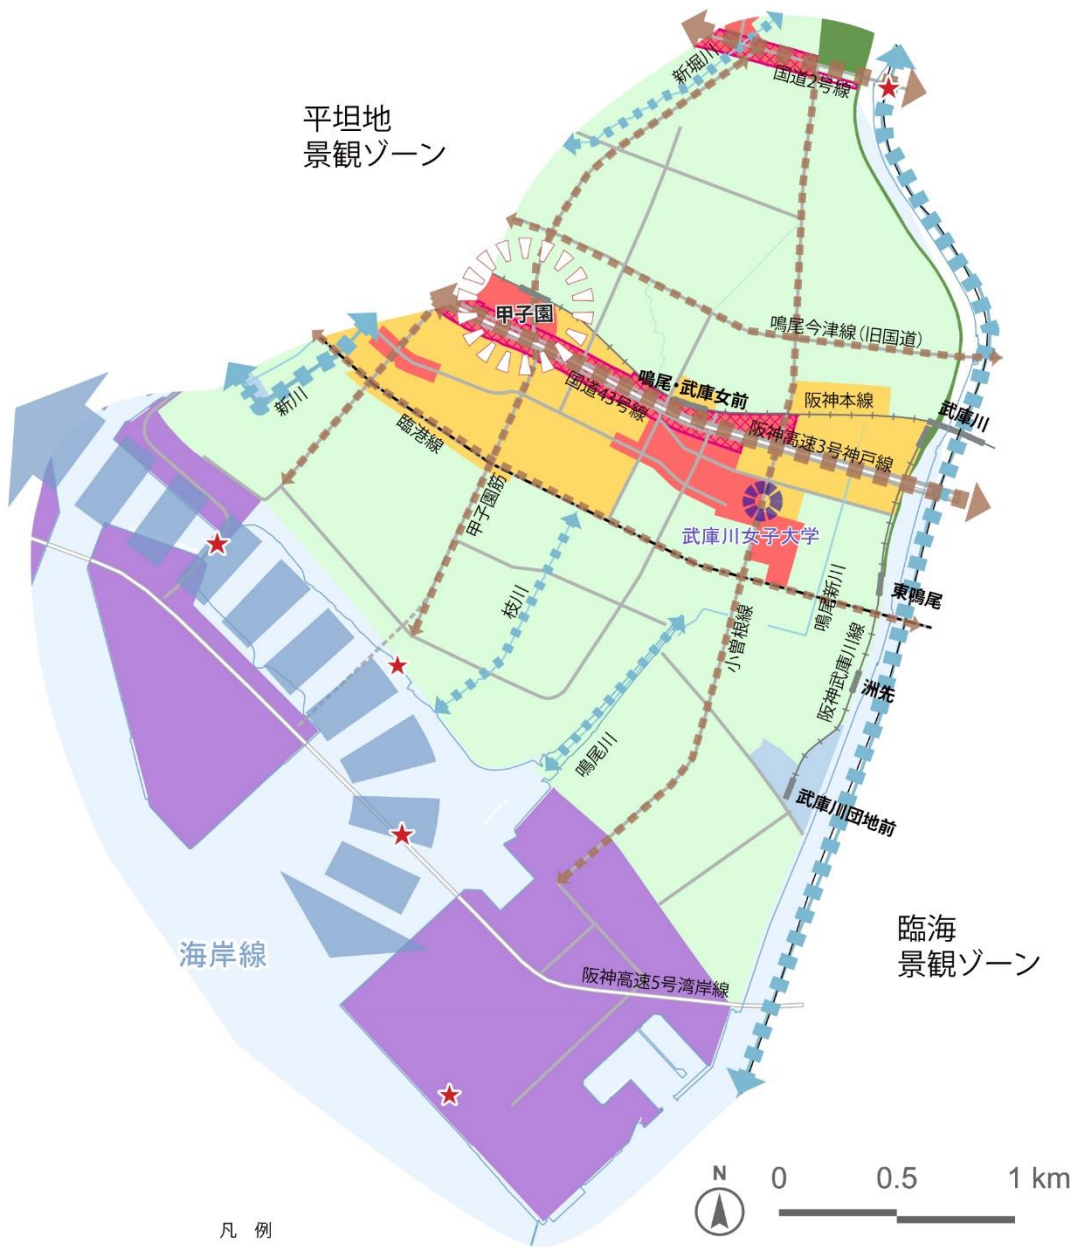 新堀川
国道2号線
平坦地
景観ゾーン
甲子園
鳴尾今津線(旧国道)
国道43号線
鳴尾・武庫女前
阪神本線
武庫川
新川
臨港線
阪神高速3号神戸線
甲子園筋
武庫川女子大学
枝川
鳴尾新川
東鳴尾
小曽根線
阪神武庫川線
洲先
鳴尾川
武庫川団地前
海岸線
臨海
景観ゾーン
阪神高速5号湾岸線
N
0 0.5 1 km
凡 例